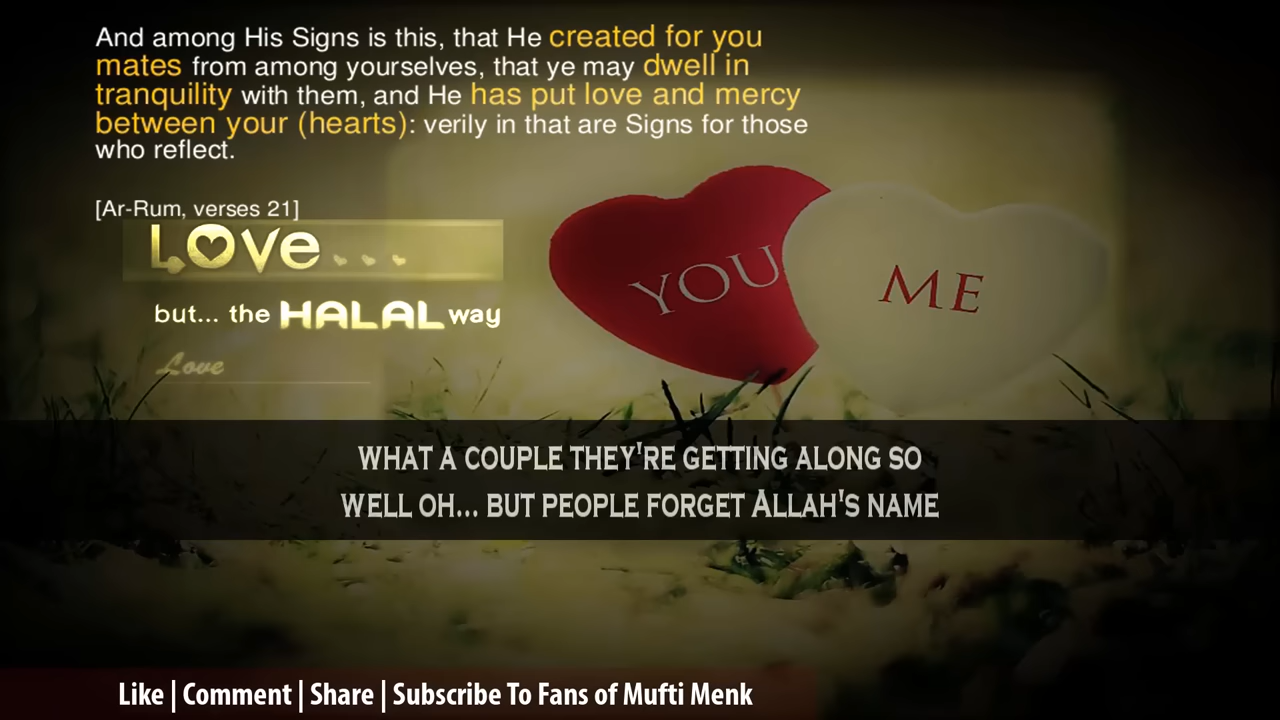 And among His Signs is this, that He created for you
mates from among yourselves, that ye may dwell in
tranquility with them, and He has put love and mercy
between your (hearts): verily in that are Signs for those
who reflect.
[Ar-Rum, verses 21]
Love...
but... the HALAL way
Love
YOU
ME
WHAT A COUPLE THEY'RE GETTING ALONG SO
WELL OH... BUT PEOPLE FORGET ALLAH'S NAME
Like | Comment | Share | Subscribe To Fans of Mufti Menk